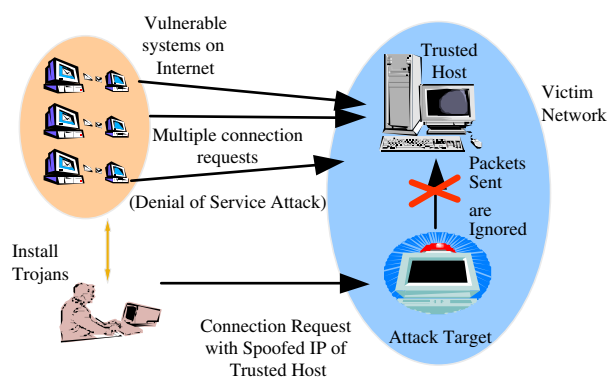 Vulnerable
systems on
Internet
Trusted
Host
Victim
Network
Multiple connection
requests
Packets
Sent
are
Ignored
(Denial of Service Attack)
Install
Trojans
Connection Request
with Spoofed IP of
Trusted Host
Attack Target